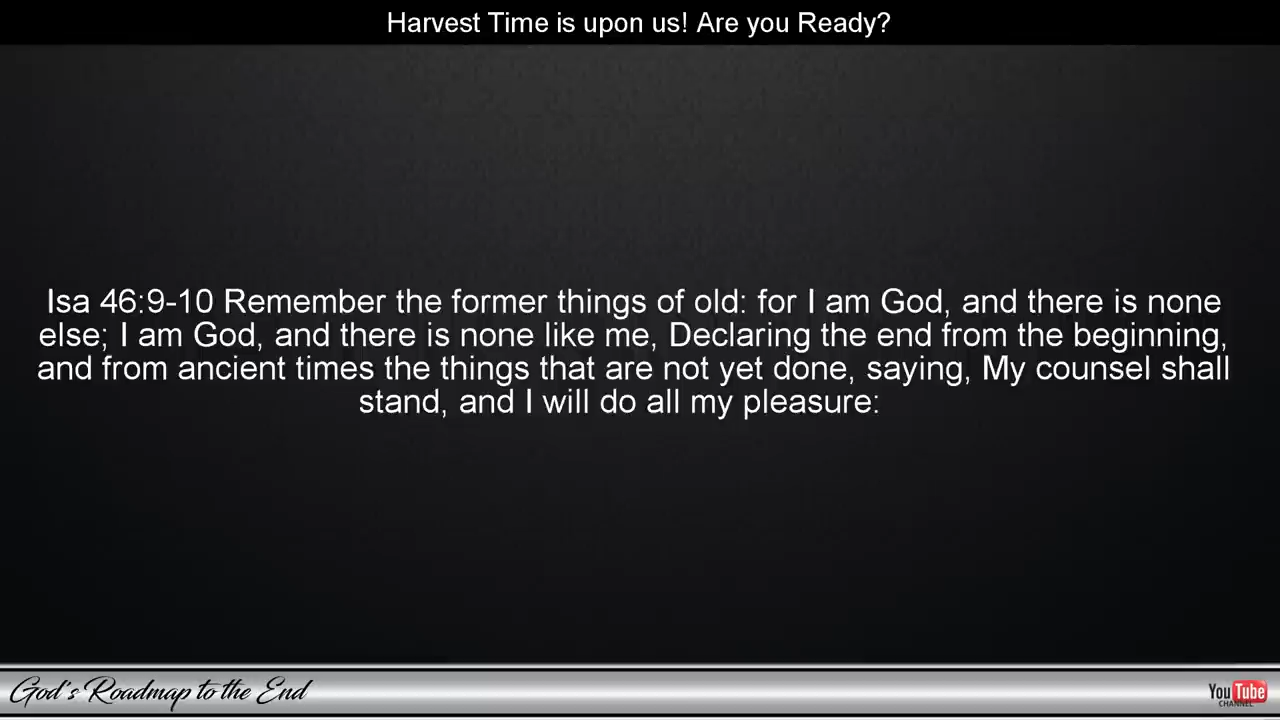 Harvest Time is upon us! Are you Ready?
Isa 46:9-10 Remember the former things of old: for I am God, and there is none
else; I am God, and there is none like me, Declaring the end from the beginning,
and from ancient times the things that are not yet done, saying, My counsel shall
stand, and I will do all my pleasure:
God's Roadmap to the End
YouTube
CHANNEL